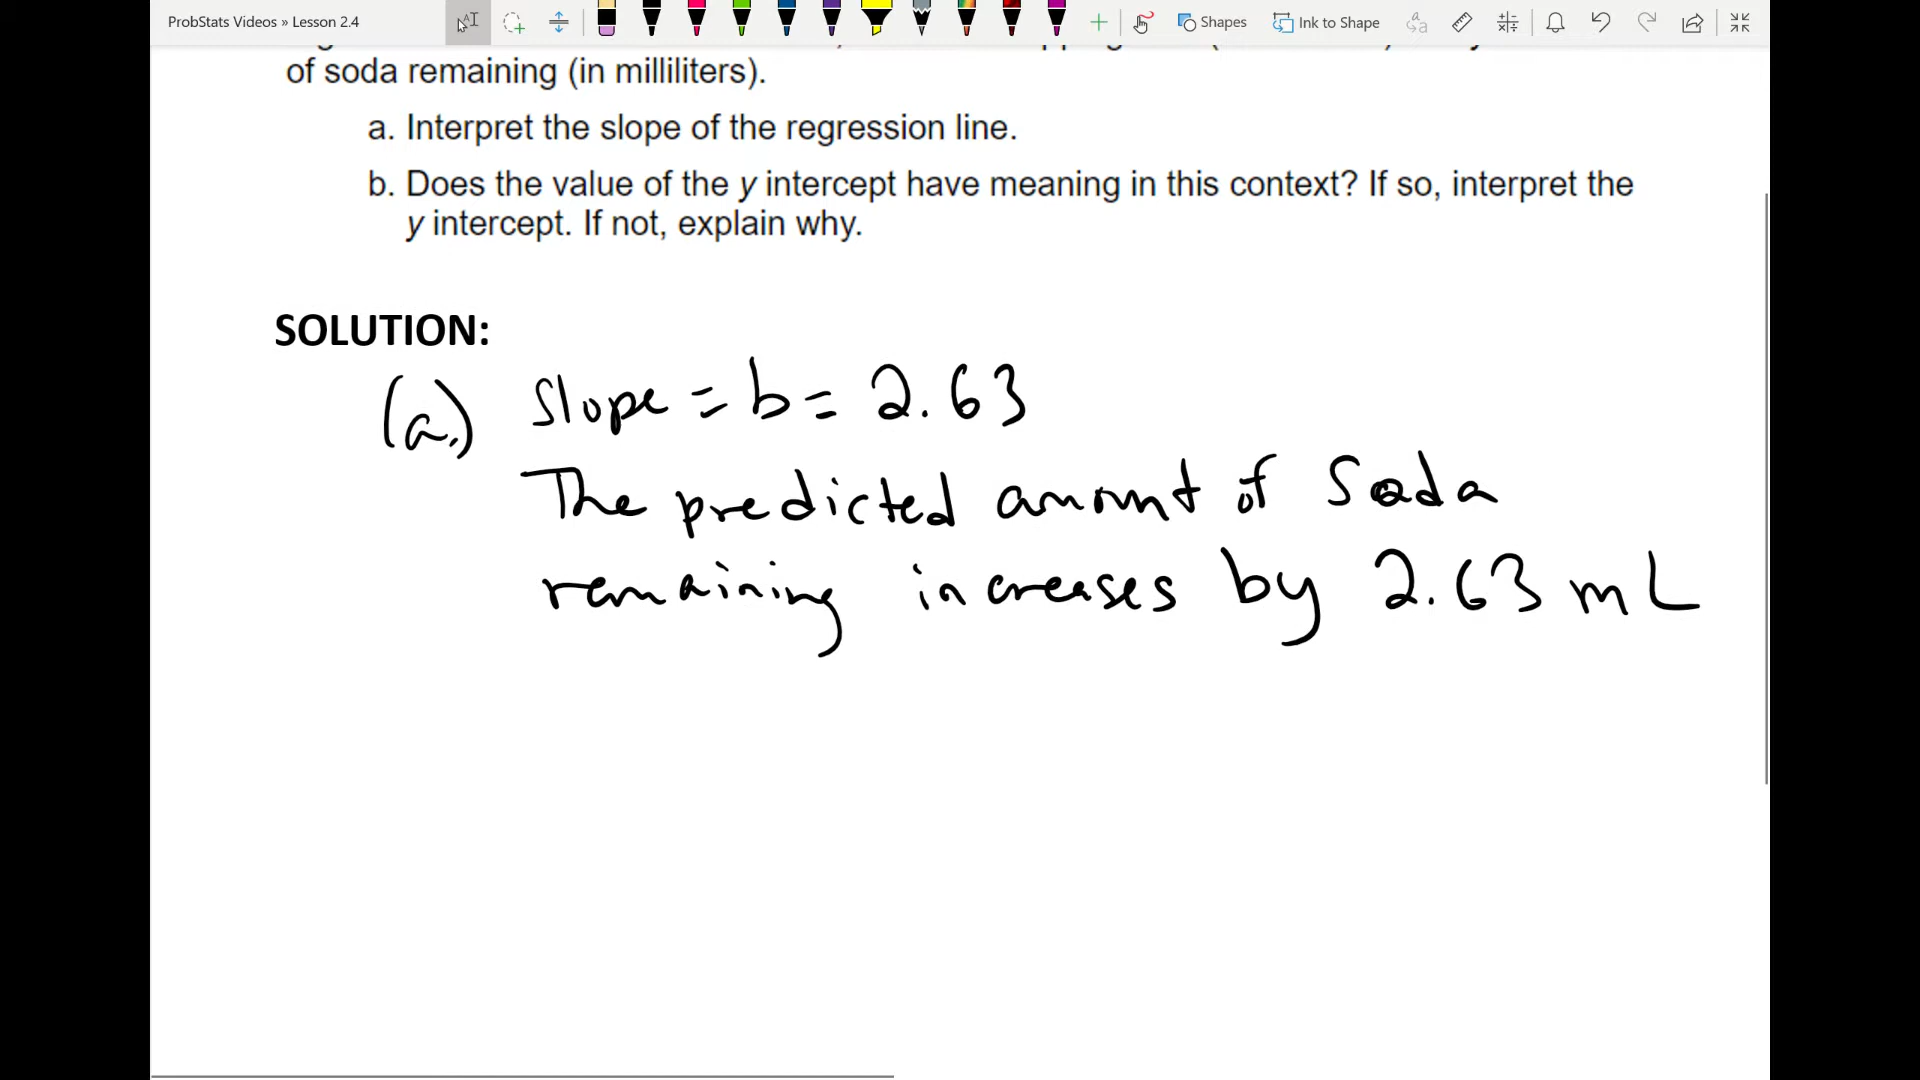 ProbStats Videos » Lesson 2.4
Shapes
Ink to Shape
of soda remaining (in milliliters).
a. Interpret the slope of the regression line.
b. Does the value of the y intercept have meaning in this context? If so, interpret the
y intercept. If not, explain why.
SOLUTION:
(a.) slope = b = 2.63
The predicted amount of Soda
remaining increases by 2.63 mL